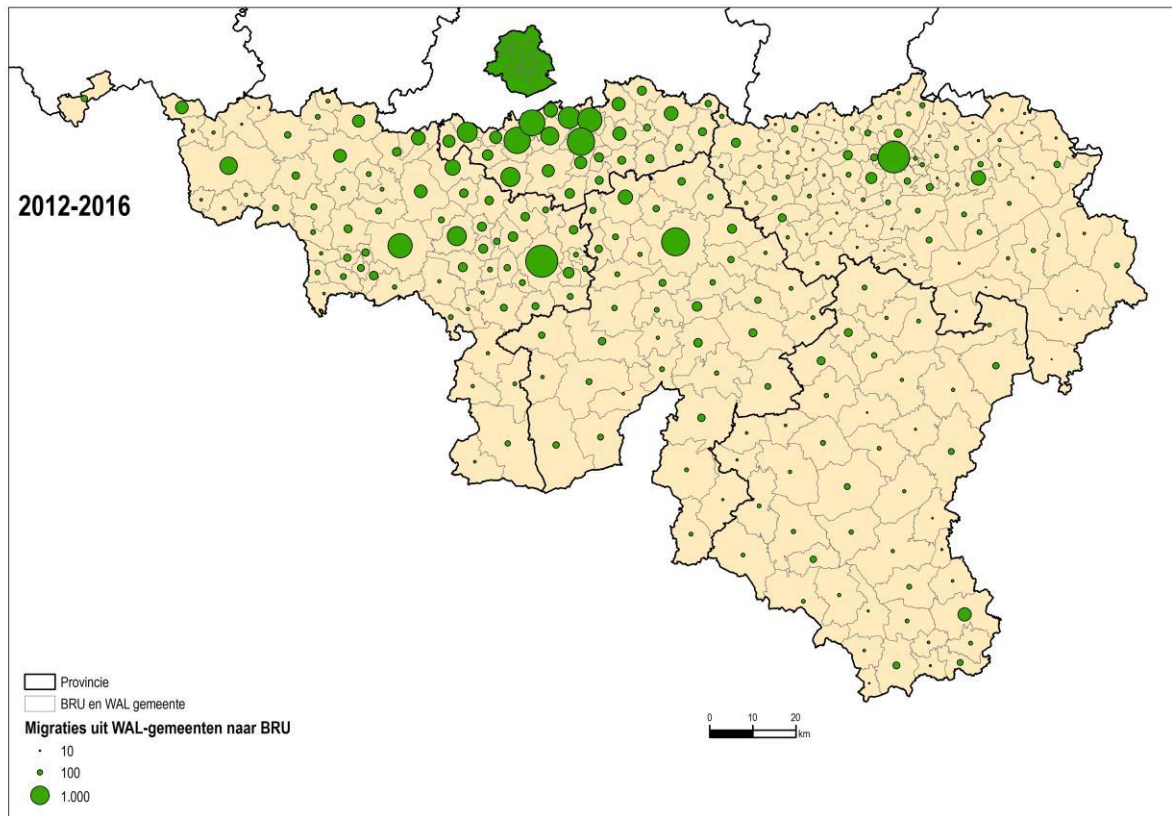 2012-2016
Provincie
BRU en WAL gemeente
Migraties uit WAL-gemeenten naar BRU
10
100
1.000
0 10 20
km